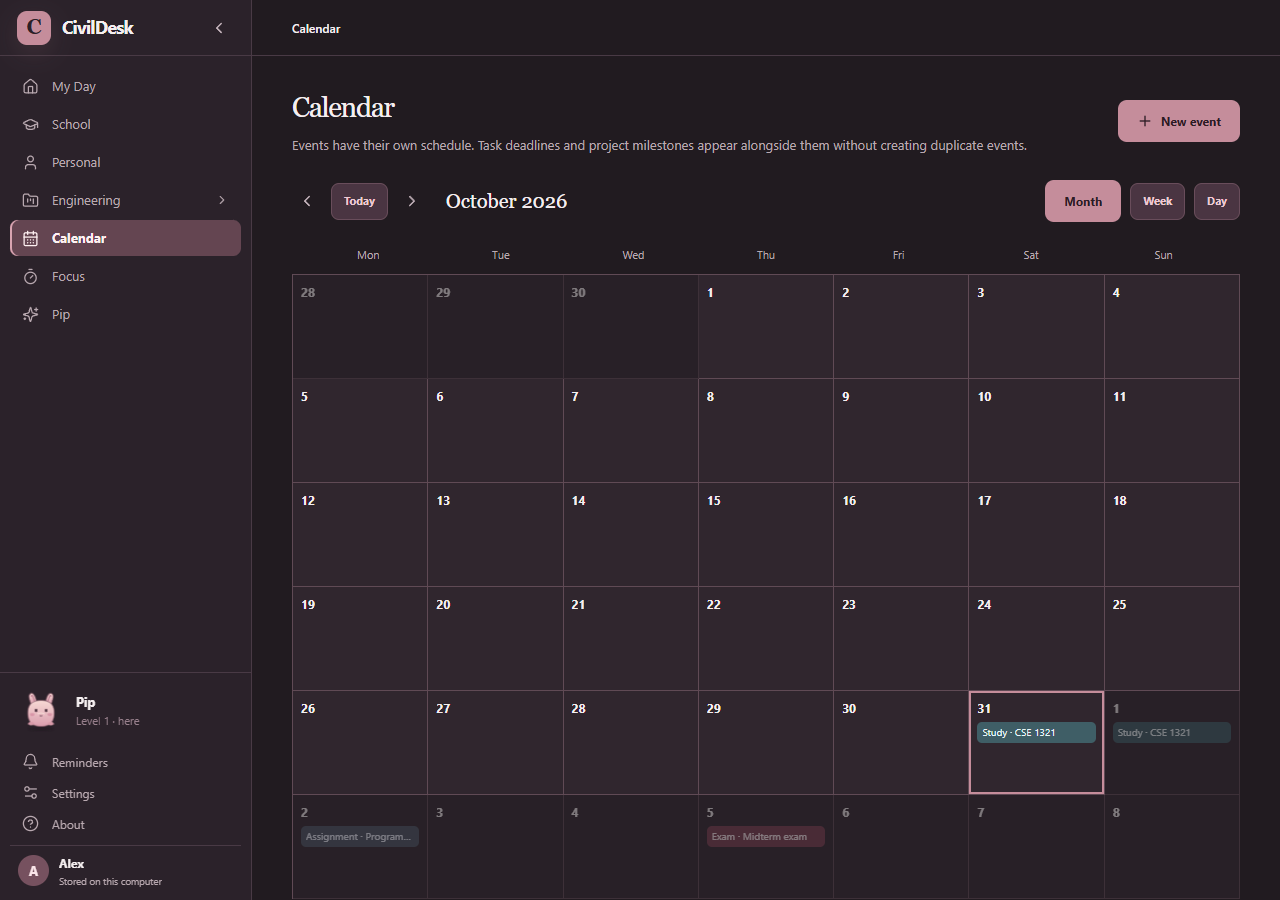 C CivilDesk
Calendar
My Day
School
Personal
Engineering
Calendar
Focus
Pip
Pip
Level 1 · here
Reminders
Settings
About
A
Alex
Stored on this computer
Calendar
Events have their own schedule. Task deadlines and project milestones appear alongside them without creating duplicate events.
New event
Today
October 2026
Month Week Day
Mon Tue Wed Thu Fri Sat Sun
28 29 30 1 2 3 4
5 6 7 8 9 10 11
12 13 14 15 16 17 18
19 20 21 22 23 24 25
26 27 28 29 30 31 1
Study · CSE 1321 Study · CSE 1321
2 3 4 5 6 7 8
Assignment · Program... Exam · Midterm exam